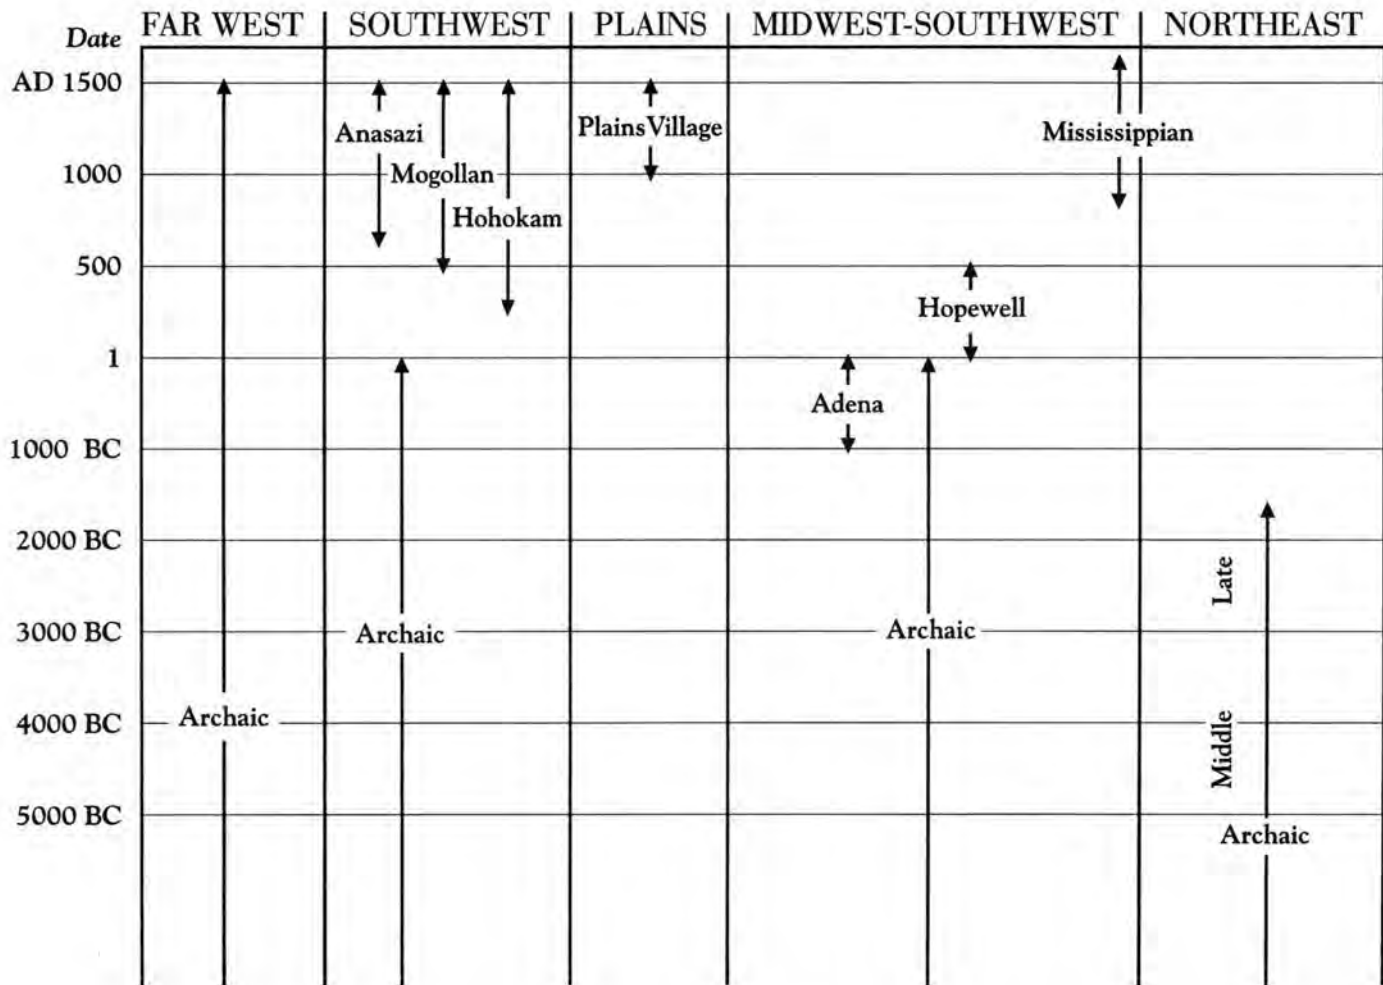 Date FAR WEST SOUTHWEST PLAINS MIDWEST-SOUTHWEST NORTHEAST
AD 1500
Anasazi Plains Village Mississippian
1000 Mogollan
Hohokam
500
Hopewell
1
Adena
1000 BC
2000 BC
Late
3000 BC Archaic Archaic
4000 BC Archaic
Middle
5000 BC
Archaic